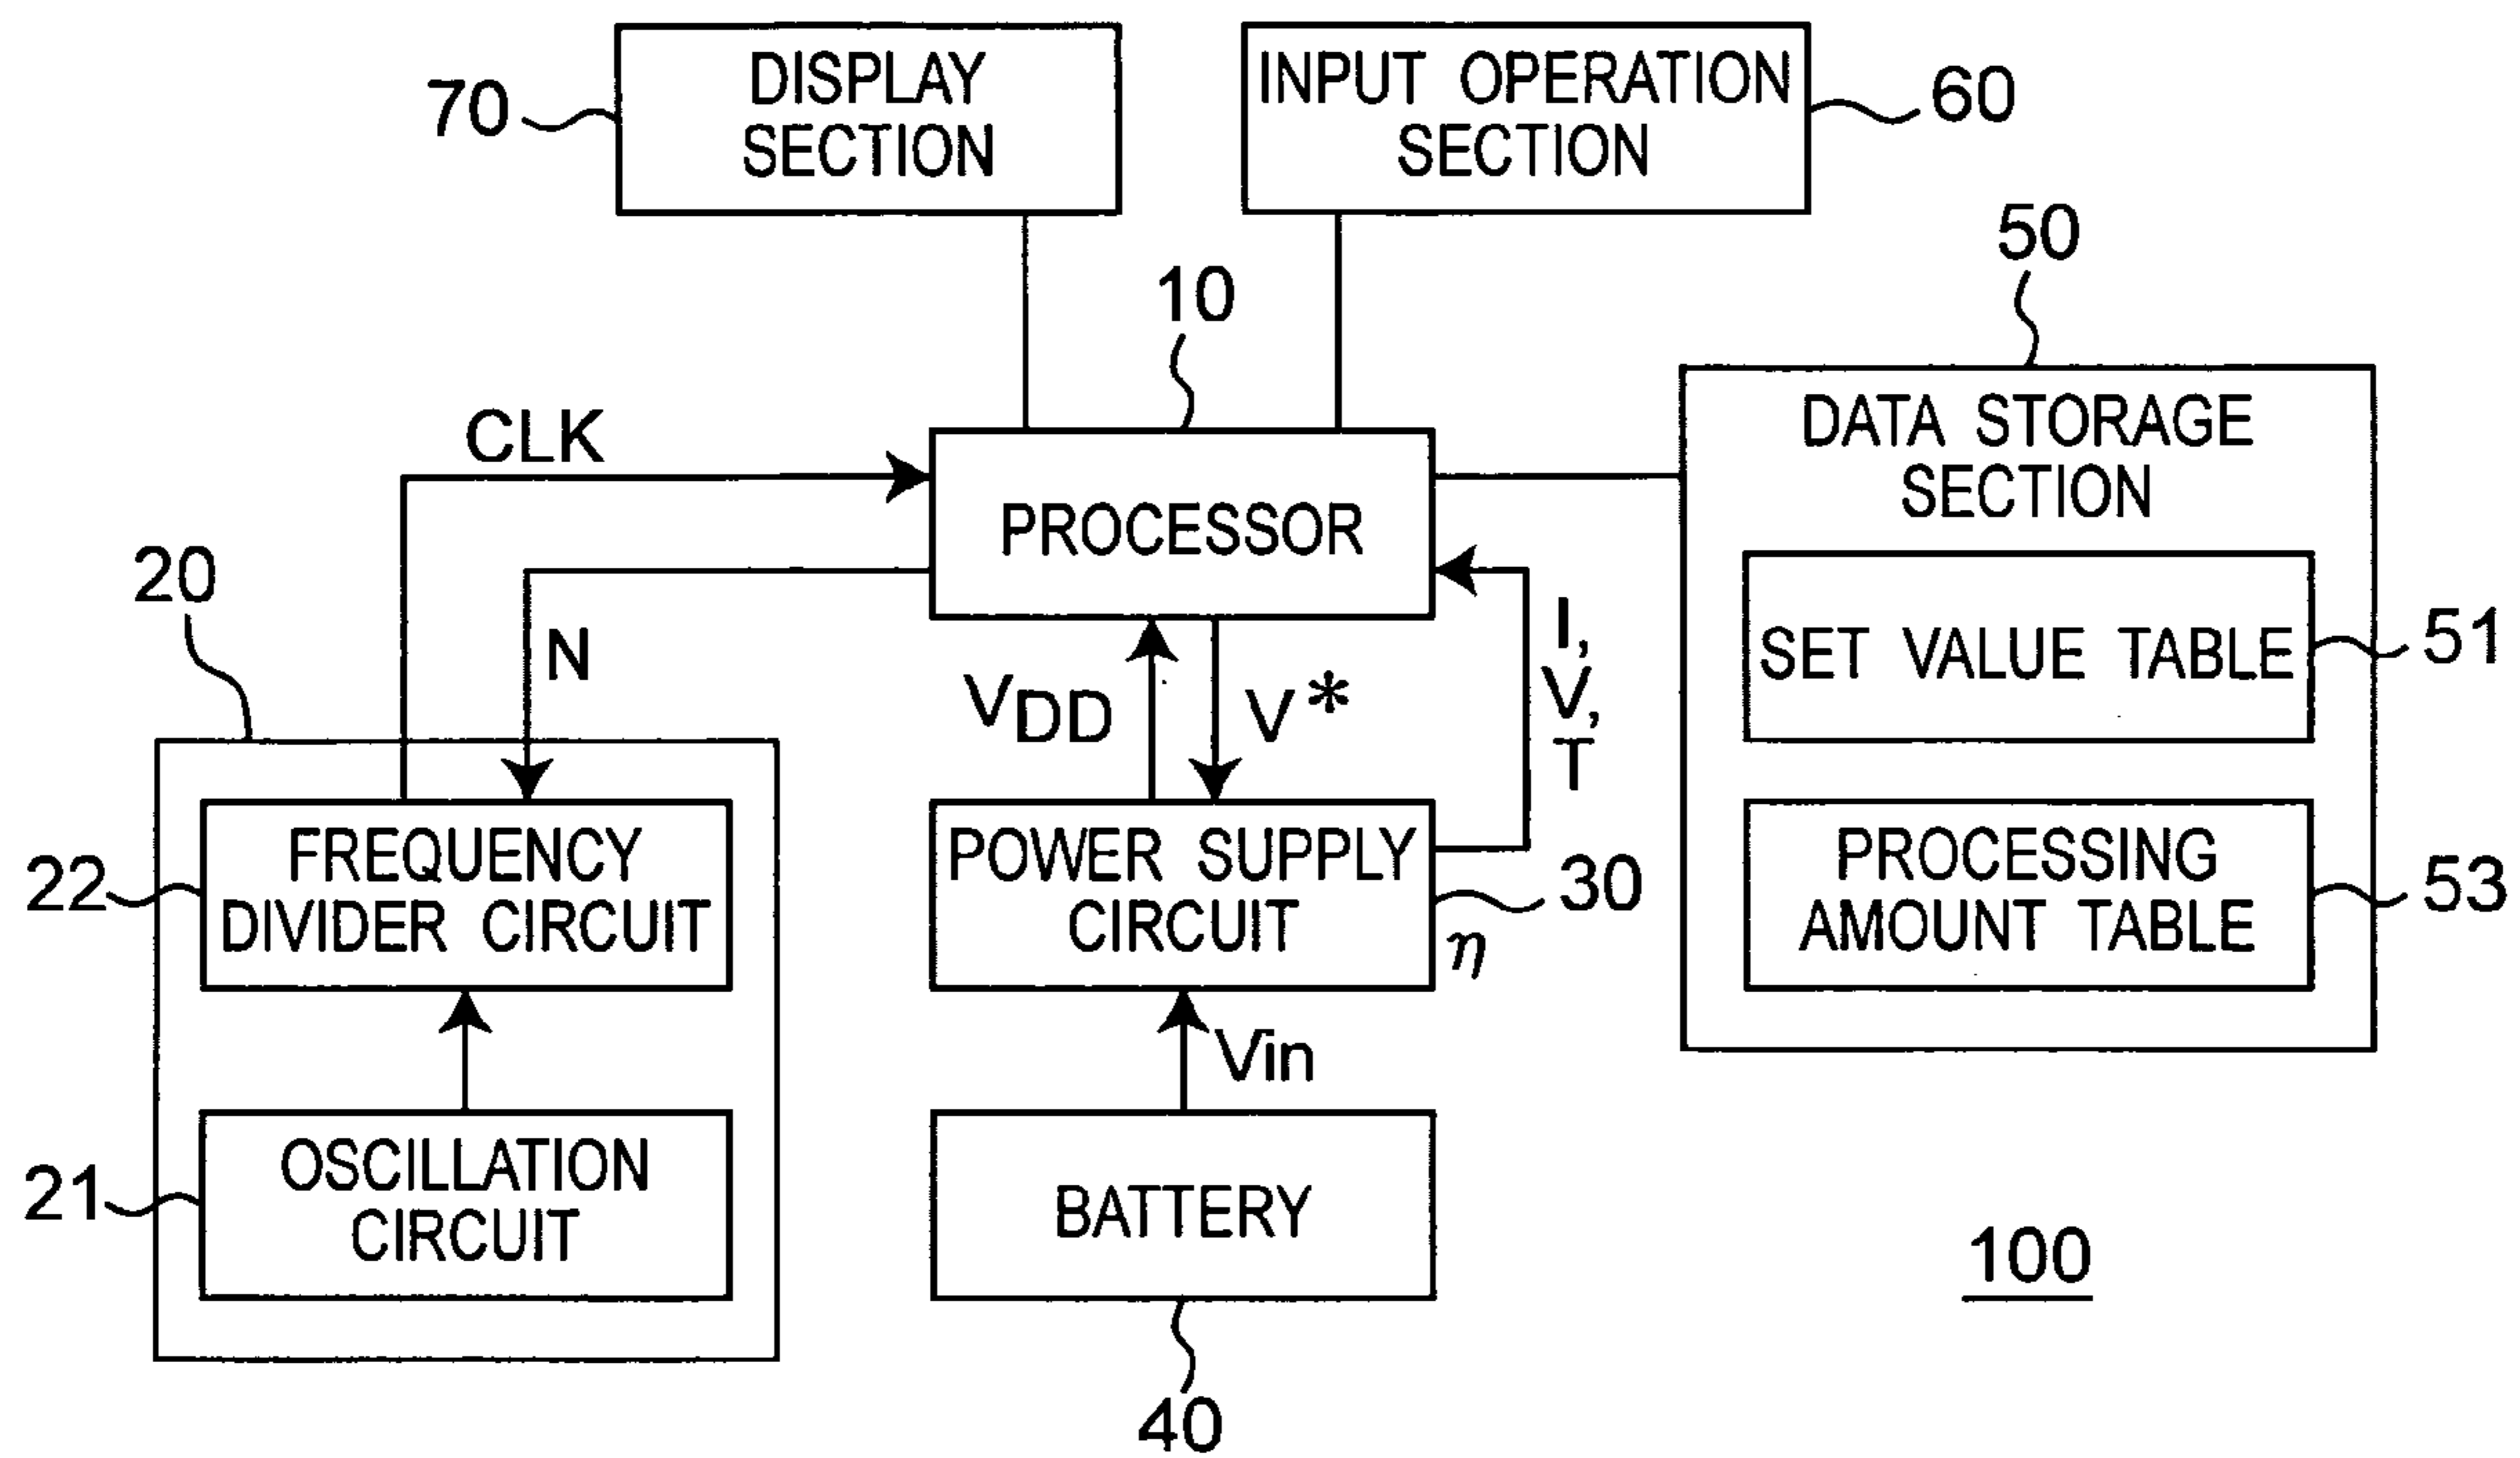 DISPLAY
SECTION
70
INPUT OPERATION
SECTION
60
10
50
CLK
PROCESSOR
DATA STORAGE
SECTION
20
N
VDD
V*
I,
V,
T
SET VALUE TABLE
51
FREQUENCY
DIVIDER CIRCUIT
22
POWER SUPPLY
CIRCUIT
30
η
PROCESSING
AMOUNT TABLE
53
Vin
OSCILLATION
CIRCUIT
21
BATTERY
40
100